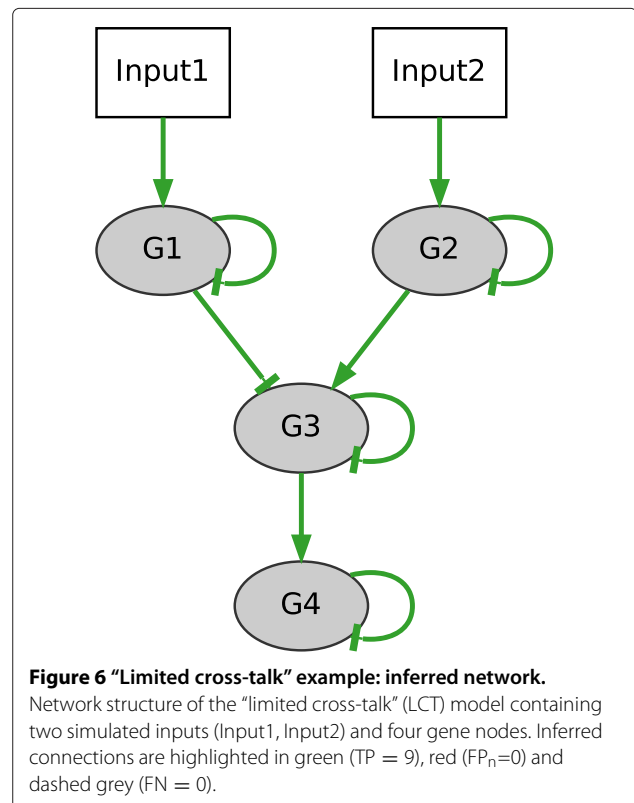 Input1 Input2
G1 G2
G3
G4
Figure 6 “Limited cross-talk” example: inferred network.
Network structure of the “limited cross-talk” (LCT) model containing
two simulated inputs (Input1, Input2) and four gene nodes. Inferred
connections are highlighted in green (TP = 9), red (FPn=0) and
dashed grey (FN = 0).